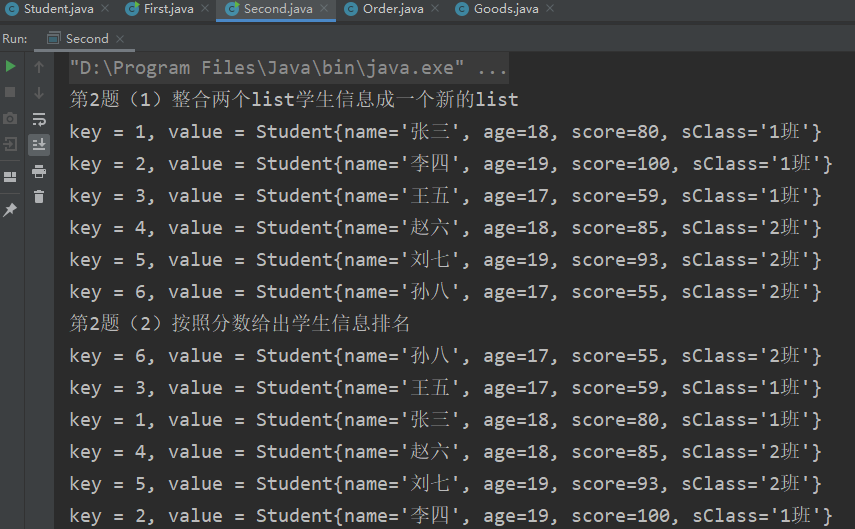 Student.java × First.java × Second.java × Order.java × Goods.java ×
Run: Second ×
"D:\Program Files\Java\bin\java.exe" ...
第2题（1）整合两个list学生信息成一个新的list
key = 1, value = Student{name='张三', age=18, score=80, sClass='1班'}
key = 2, value = Student{name='李四', age=19, score=100, sClass='1班'}
key = 3, value = Student{name='王五', age=17, score=59, sClass='1班'}
key = 4, value = Student{name='赵六', age=18, score=85, sClass='2班'}
key = 5, value = Student{name='刘七', age=19, score=93, sClass='2班'}
key = 6, value = Student{name='孙八', age=17, score=55, sClass='2班'}
第2题（2）按照分数给出学生信息排名
key = 6, value = Student{name='孙八', age=17, score=55, sClass='2班'}
key = 3, value = Student{name='王五', age=17, score=59, sClass='1班'}
key = 1, value = Student{name='张三', age=18, score=80, sClass='1班'}
key = 4, value = Student{name='赵六', age=18, score=85, sClass='2班'}
key = 5, value = Student{name='刘七', age=19, score=93, sClass='2班'}
key = 2, value = Student{name='李四', age=19, score=100, sClass='1班'}